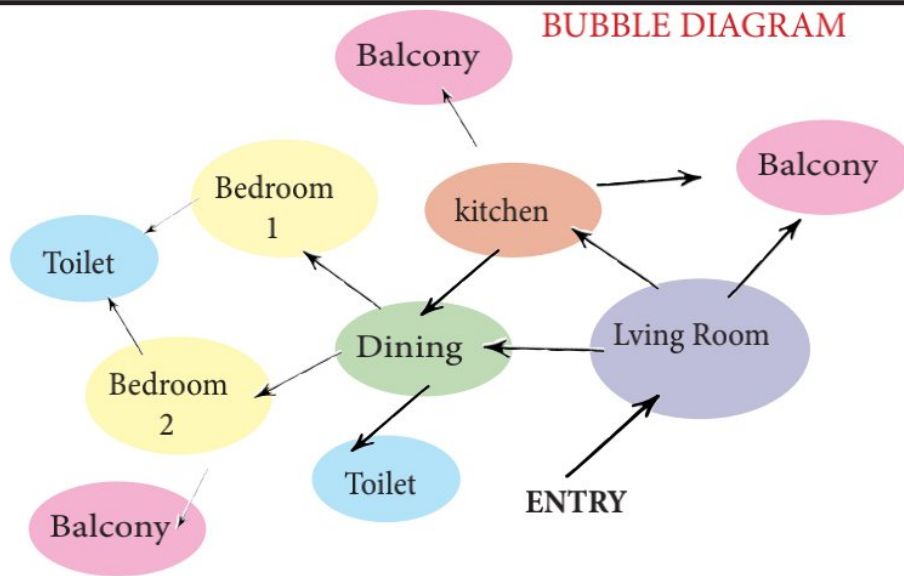 BUBBLE DIAGRAM
Balcony
Balcony
Bedroom
1
kitchen
Toilet
Dining
Lving Room
Bedroom
2
Toilet
ENTRY
Balcony